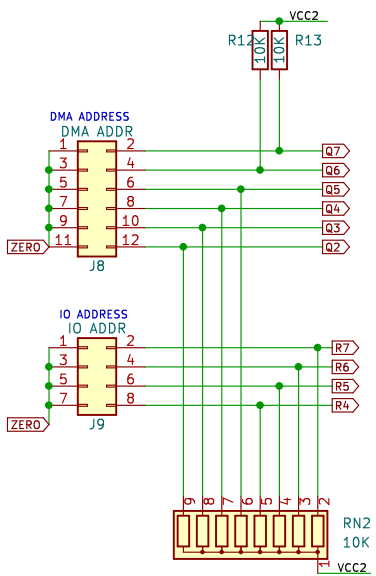 VCC2
R12 10K 10K R13
DMA ADDRESS
DMA ADDR
1 2 Q7
3 4 Q6
5 6 Q5
7 8 Q4
9 10 Q3
ZERO 11 12 Q2
J8
IO ADDRESS
IO ADDR
1 2 R7
3 4 R6
5 6 R5
7 8 R4
ZERO J9
9 8 7 6 5 4 3 2
RN2
10K
1 VCC2